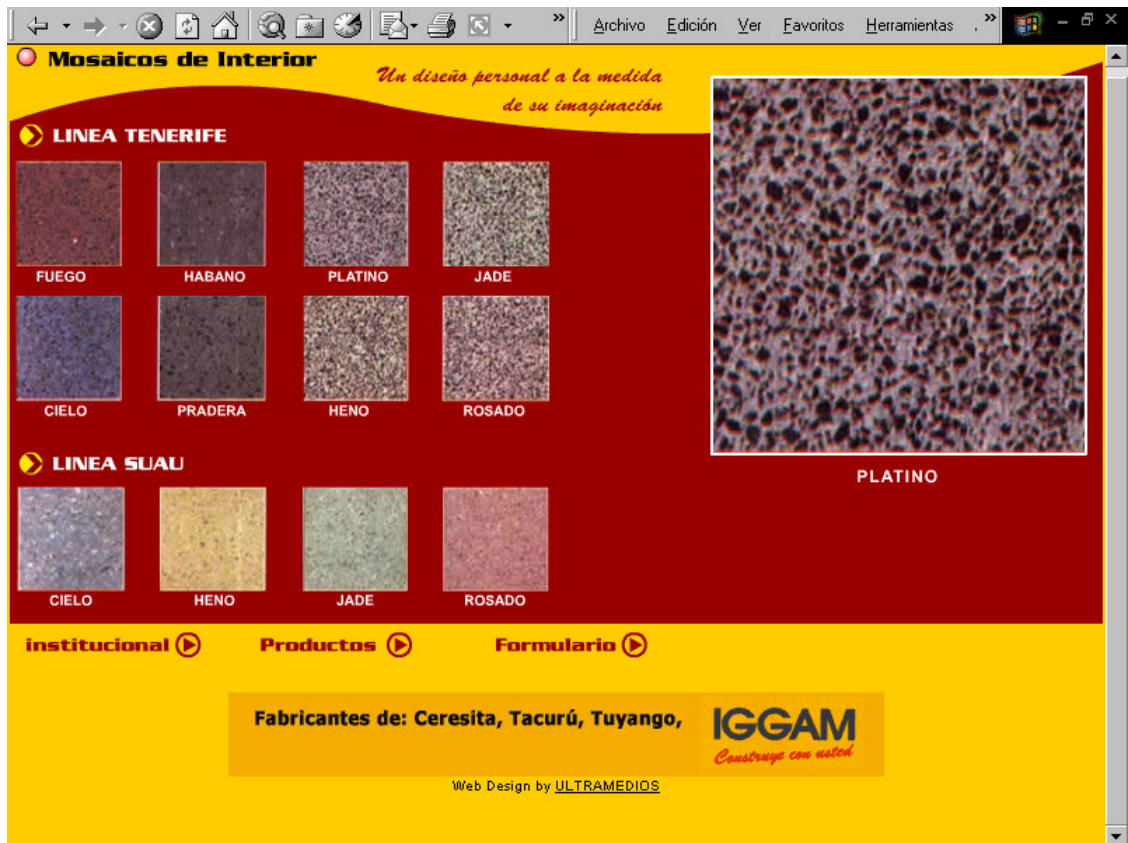 » Archivo Edición Ver Favoritos Herramientas . »
Mosaicos de Interior
Un diseño personal a la medida
de su imaginación
LINEA TENERIFE
FUEGO HABANO PLATINO JADE
CIELO PRADERA HENO ROSADO
PLATINO
LINEA SUAU
CIELO HENO JADE ROSADO
institucional Productos Formulario
Fabricantes de: Ceresita, Tacurú, Tuyango,
IGGAM
Construye con usted
Web Design by ULTRAMEDIOS